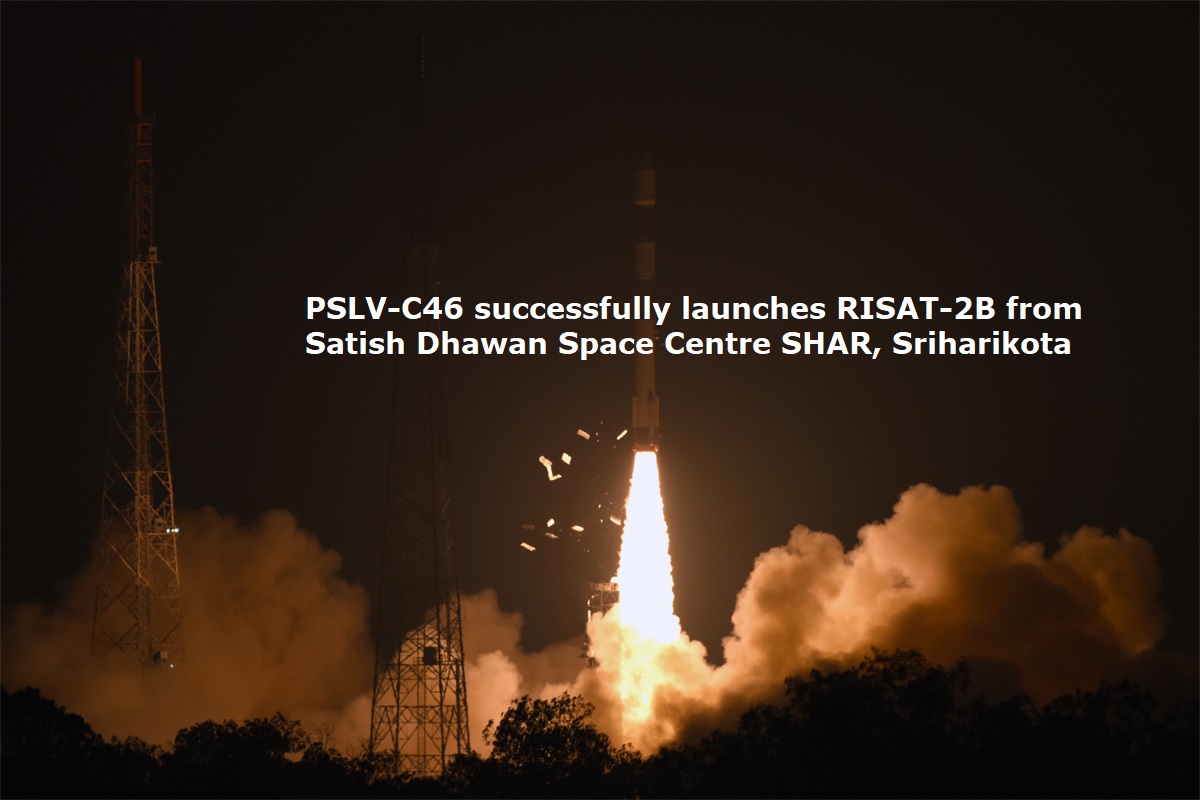 PSLV-C46 successfully launches RISAT-2B from
Satish Dhawan Space Centre SHAR, Sriharikota